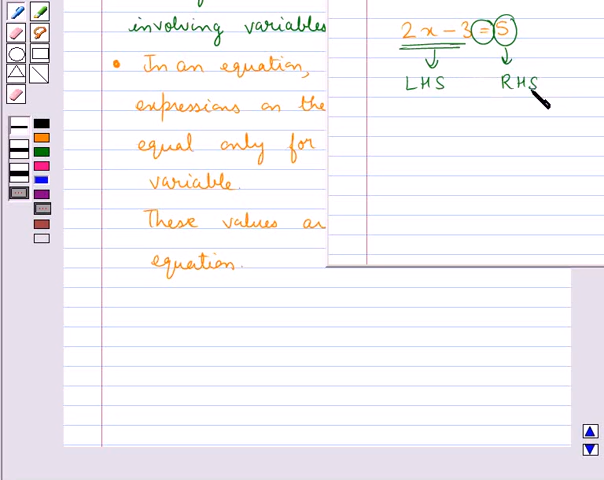 involving variables
• In an equation,
expressions on the
equal only for
variable.
These values
equation.
2x - 3 = 5
LHS RHS